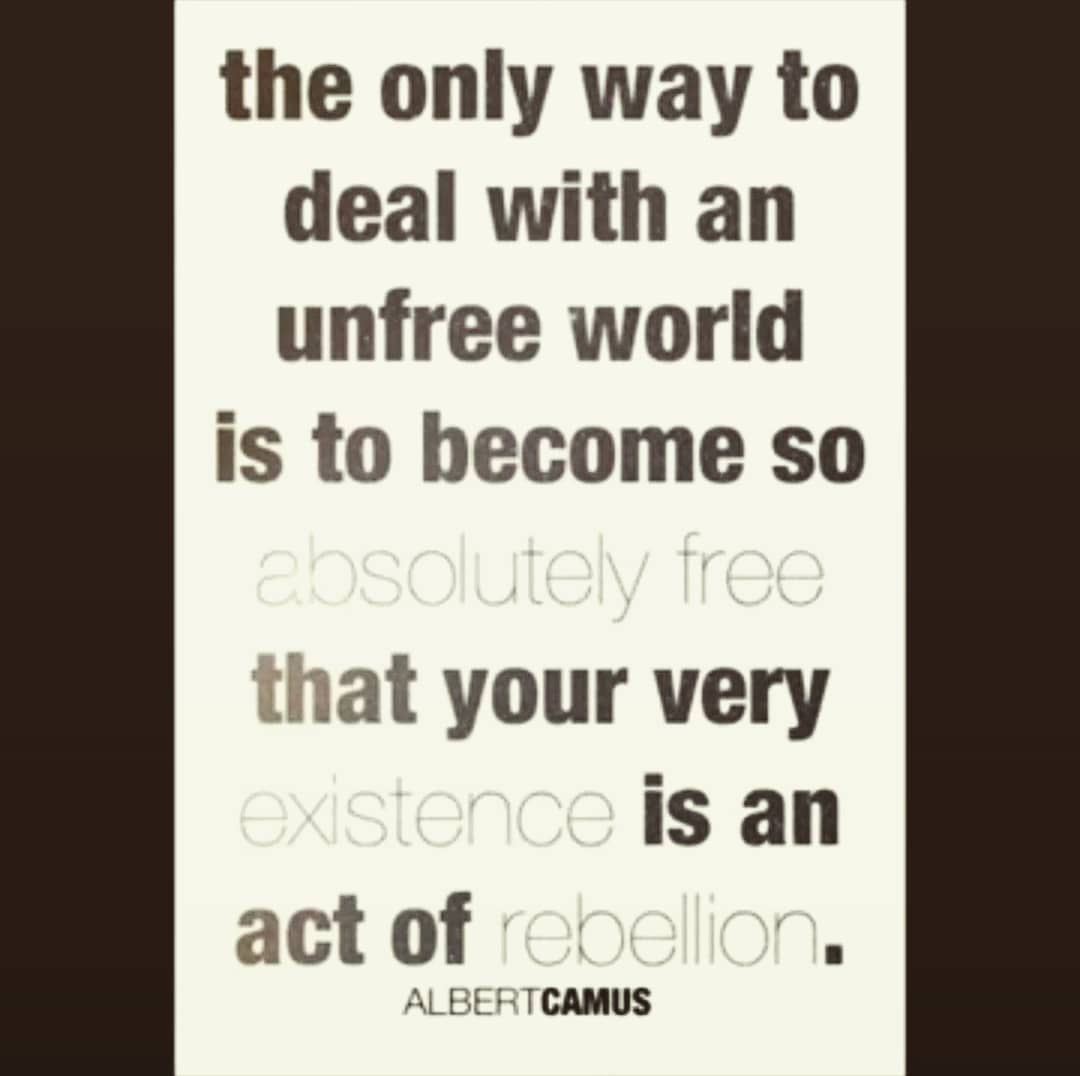 the only way to
deal with an
unfree world
is to become so
absolutely free
that your very
existence is an
act of rebellion.
ALBERTCAMUS